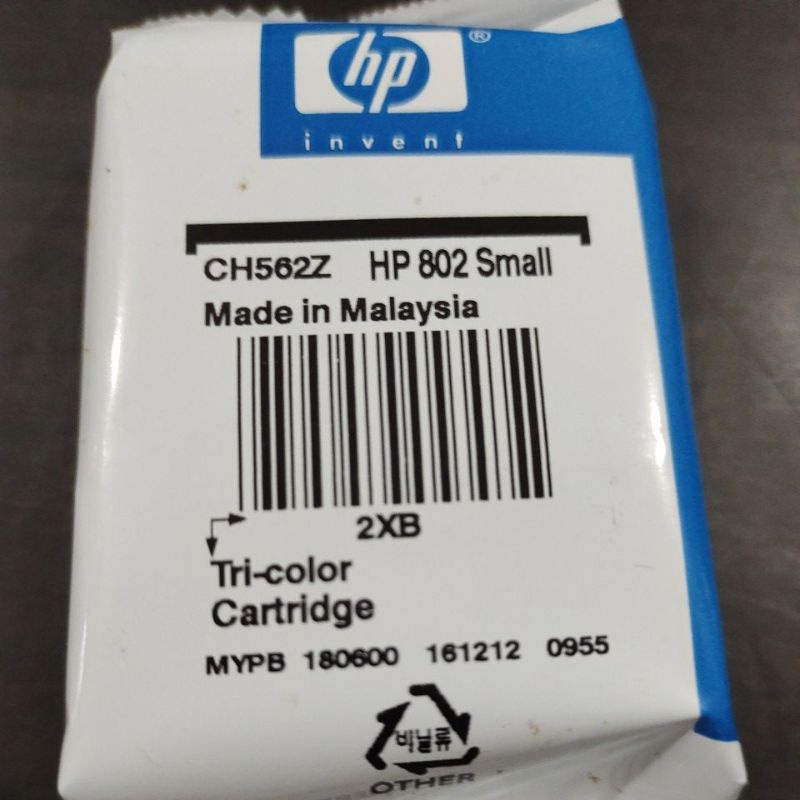 hp ®
invent
CH562Z HP 802 Small
Made in Malaysia
2XB
Tri-color
Cartridge
MYPB 180600 161212 0955
비닐류
OTHER